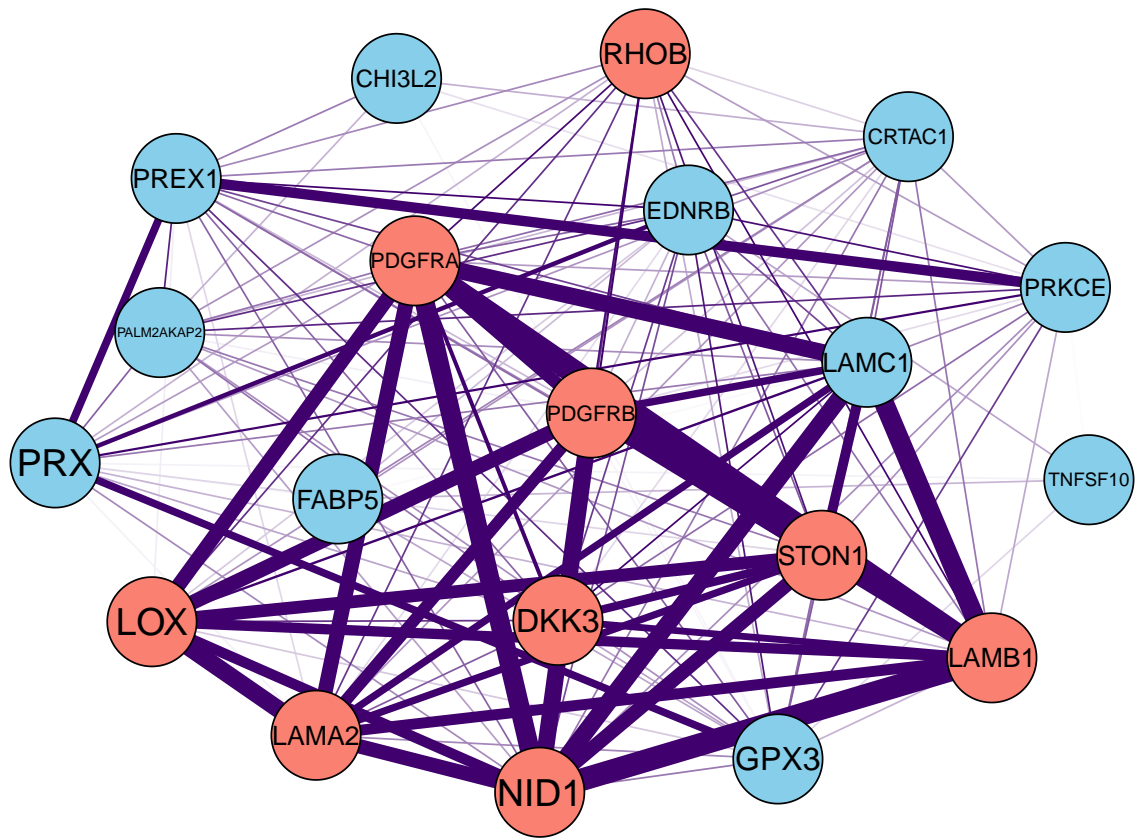 RHOB
CHI3L2
CRTAC1
PREX1
EDNRB
PDGFRA
PRKCE
PALM2AKAP2
LAMC1
PDGFRB
PRX
TNFSF10
FABP5
STON1
LOX
DKK3
LAMB1
LAMA2
GPX3
NID1